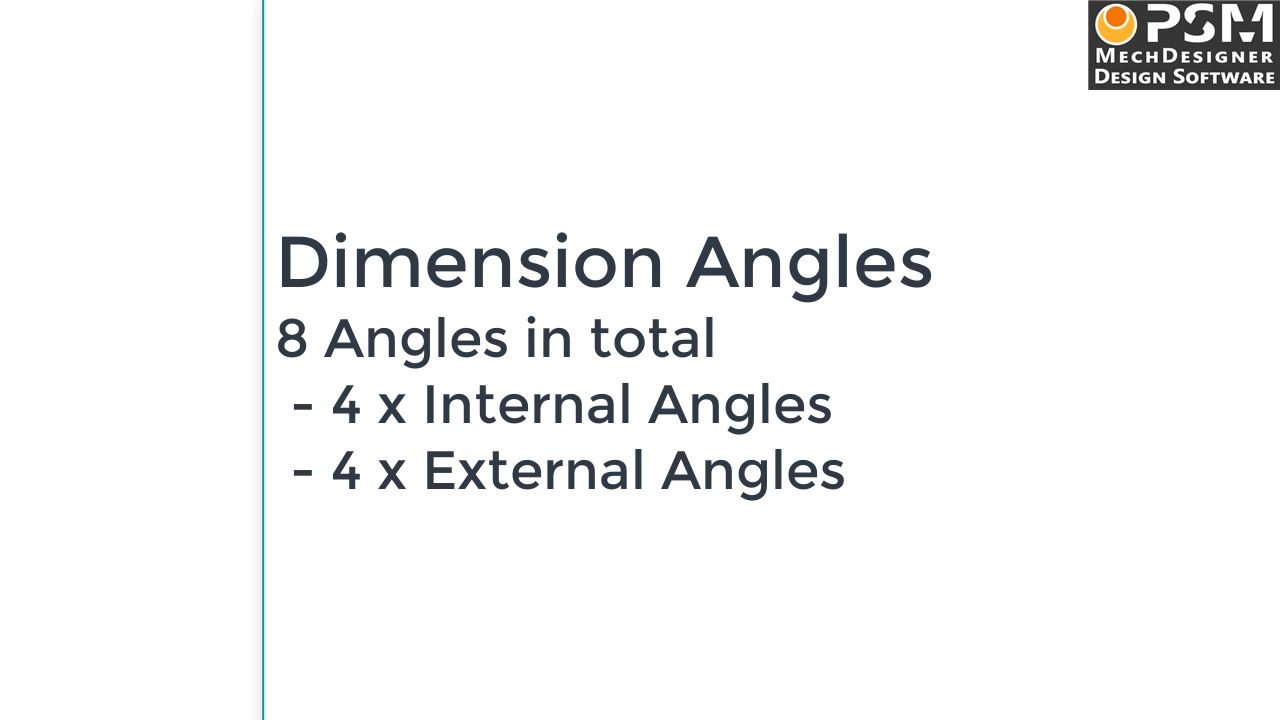 PSM
MECHDESIGNER
DESIGN SOFTWARE
Dimension Angles
8 Angles in total
- 4 x Internal Angles
- 4 x External Angles